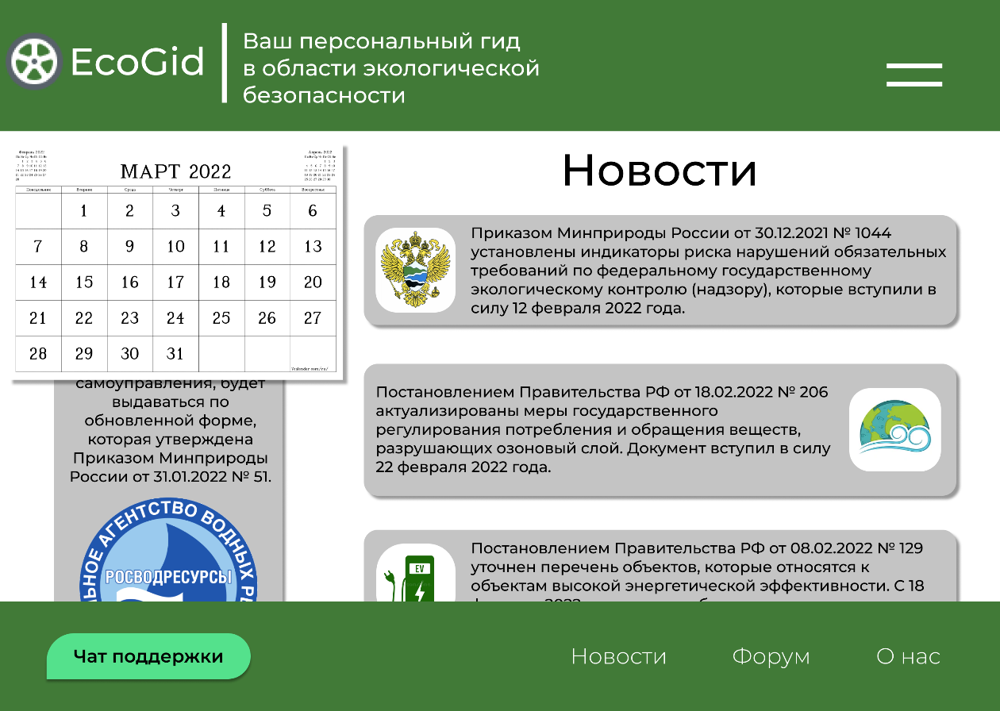 EcoGid
Ваш персональный гид
в области экологической
безопасности
Февраль 2022
Апрель 2022
МАРТ 2022
Понедельник Вторник Среда Четверг Пятница Суббота Воскресенье
1 2 3 4 5 6
7 8 9 10 11 12 13
14 15 16 17 18 19 20
21 22 23 24 25 26 27
28 29 30 31
самоуправления, будет
выдаваться по
обновленной форме,
которая утверждена
Приказом Минприроды
России от 31.01.2022 № 51.
АГЕНТСТВО ВОДНЫХ
РОСВОДРЕСУРСЫ
Новости
Приказом Минприроды России от 30.12.2021 № 1044
установлены индикаторы риска нарушений обязательных
требований по федеральному государственному
экологическому контролю (надзору), которые вступили в
силу 12 февраля 2022 года.
Постановлением Правительства РФ от 18.02.2022 № 206
актуализированы меры государственного
регулирования потребления и обращения веществ,
разрушающих озоновый слой. Документ вступил в силу
22 февраля 2022 года.
EV
Постановлением Правительства РФ от 08.02.2022 № 129
уточнен перечень объектов, которые относятся к
объектам высокой энергетической эффективности. С 18
Чат поддержки
Новости
Форум
О нас